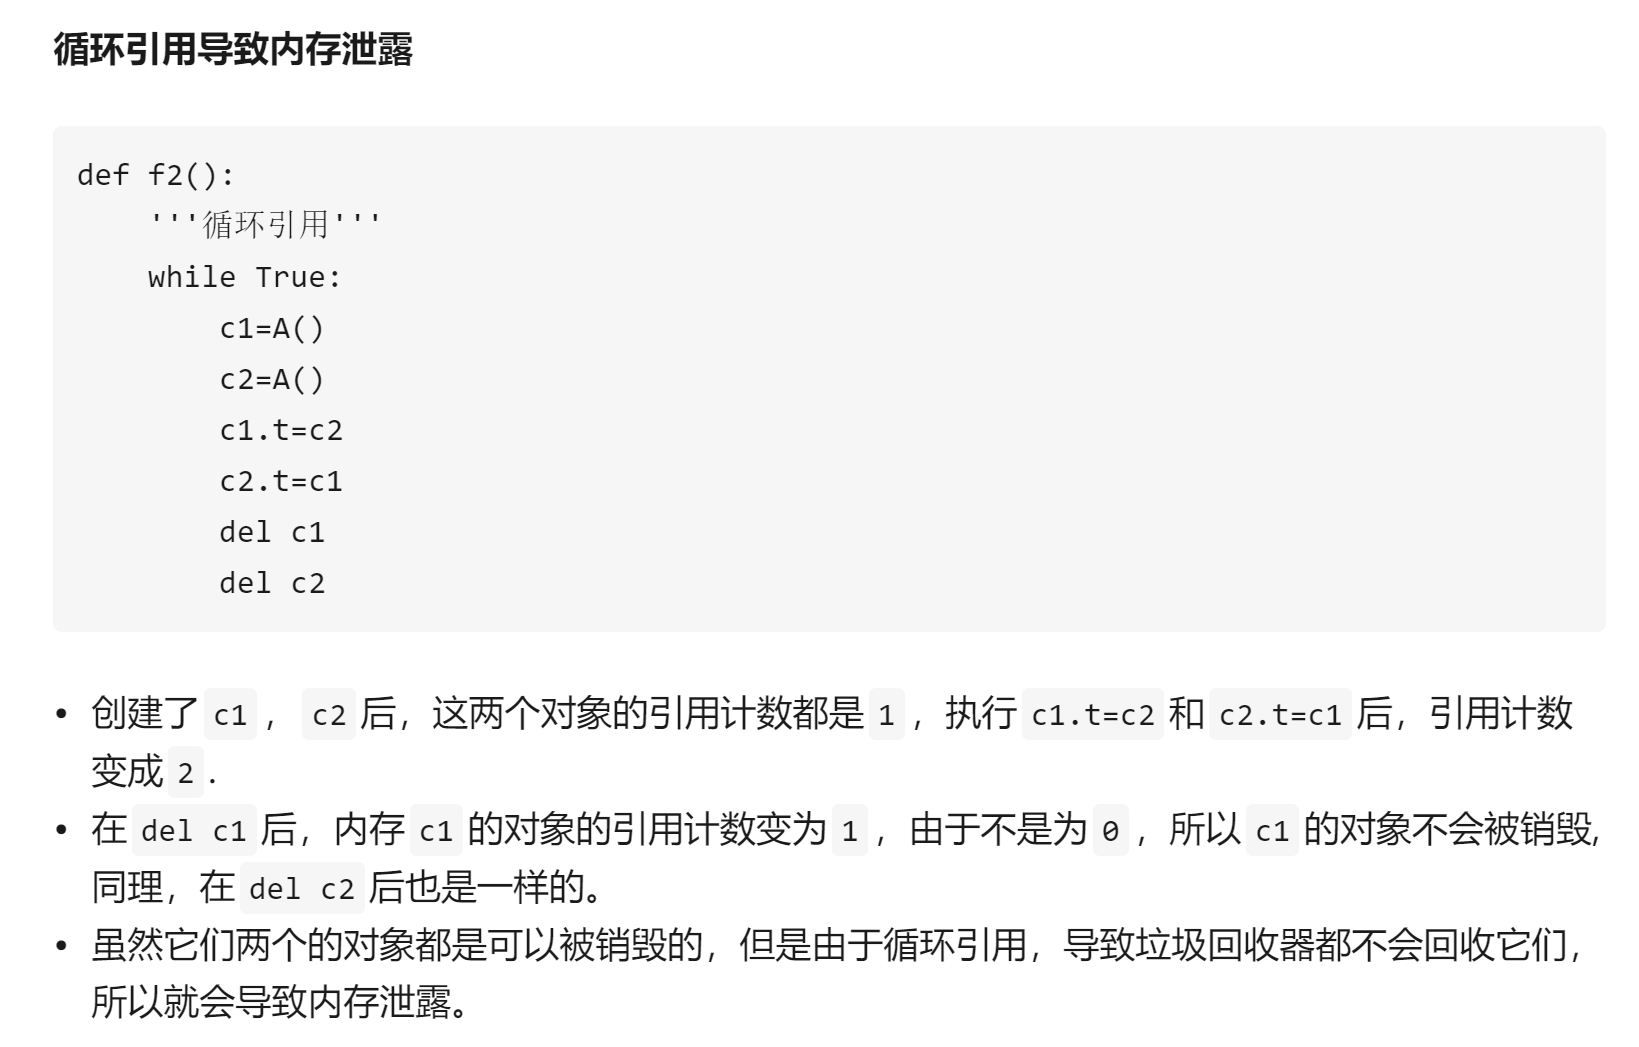 循环引用导致内存泄露
def f2():
    '''循环引用'''
    while True:
        c1=A()
        c2=A()
        c1.t=c2
        c2.t=c1
        del c1
        del c2
• 创建了 c1 ， c2 后，这两个对象的引用计数都是 1 ，执行 c1.t=c2 和 c2.t=c1 后，引用计数
变成 2 .
• 在 del c1 后，内存 c1 的对象的引用计数变为 1 ，由于不是为 0 ，所以 c1 的对象不会被销毁,
同理，在 del c2 后也是一样的。
• 虽然它们两个的对象都是可以被销毁的，但是由于循环引用，导致垃圾回收器都不会回收它们，
所以就会导致内存泄露。